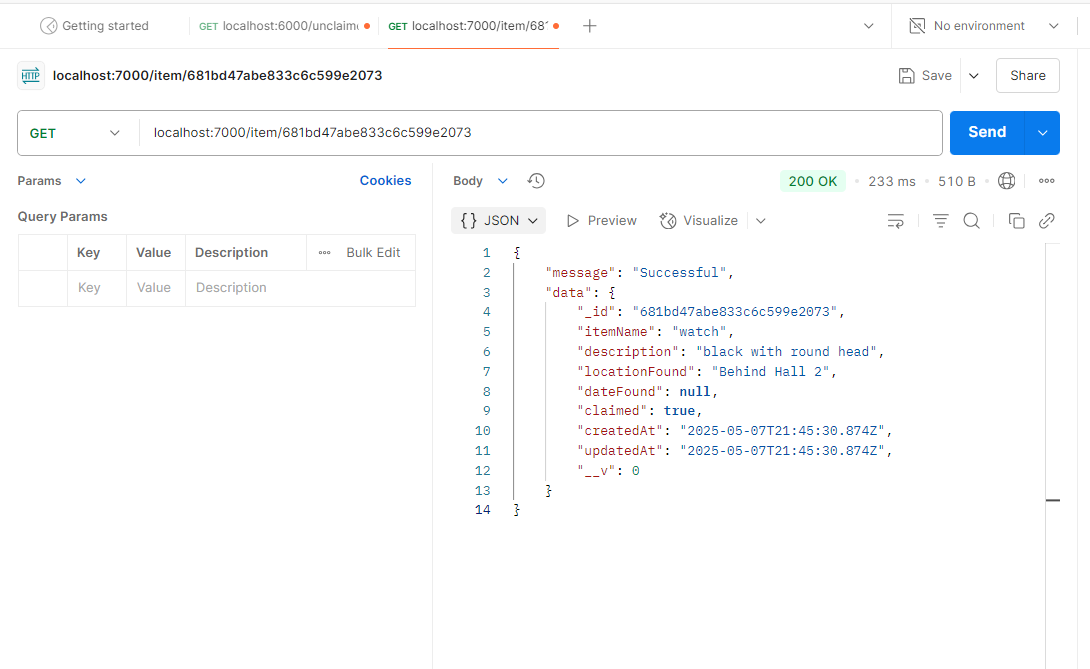 Getting started GET localhost:6000/unclaime GET localhost:7000/item/681 No environment
HTTP localhost:7000/item/681bd47abe833c6c599e2073 Save Share
GET localhost:7000/item/681bd47abe833c6c599e2073 Send
Params Cookies Body 200 OK • 233 ms • 510 B
Query Params {} JSON Preview Visualize
Key Value Description Bulk Edit
Key Value Description
1 {
2 "message": "Successful",
3 "data": {
4 "_id": "681bd47abe833c6c599e2073",
5 "itemName": "watch",
6 "description": "black with round head",
7 "locationFound": "Behind Hall 2",
8 "dateFound": null,
9 "claimed": true,
10 "createdAt": "2025-05-07T21:45:30.874Z",
11 "updatedAt": "2025-05-07T21:45:30.874Z",
12 "__v": 0
13 }
14 }